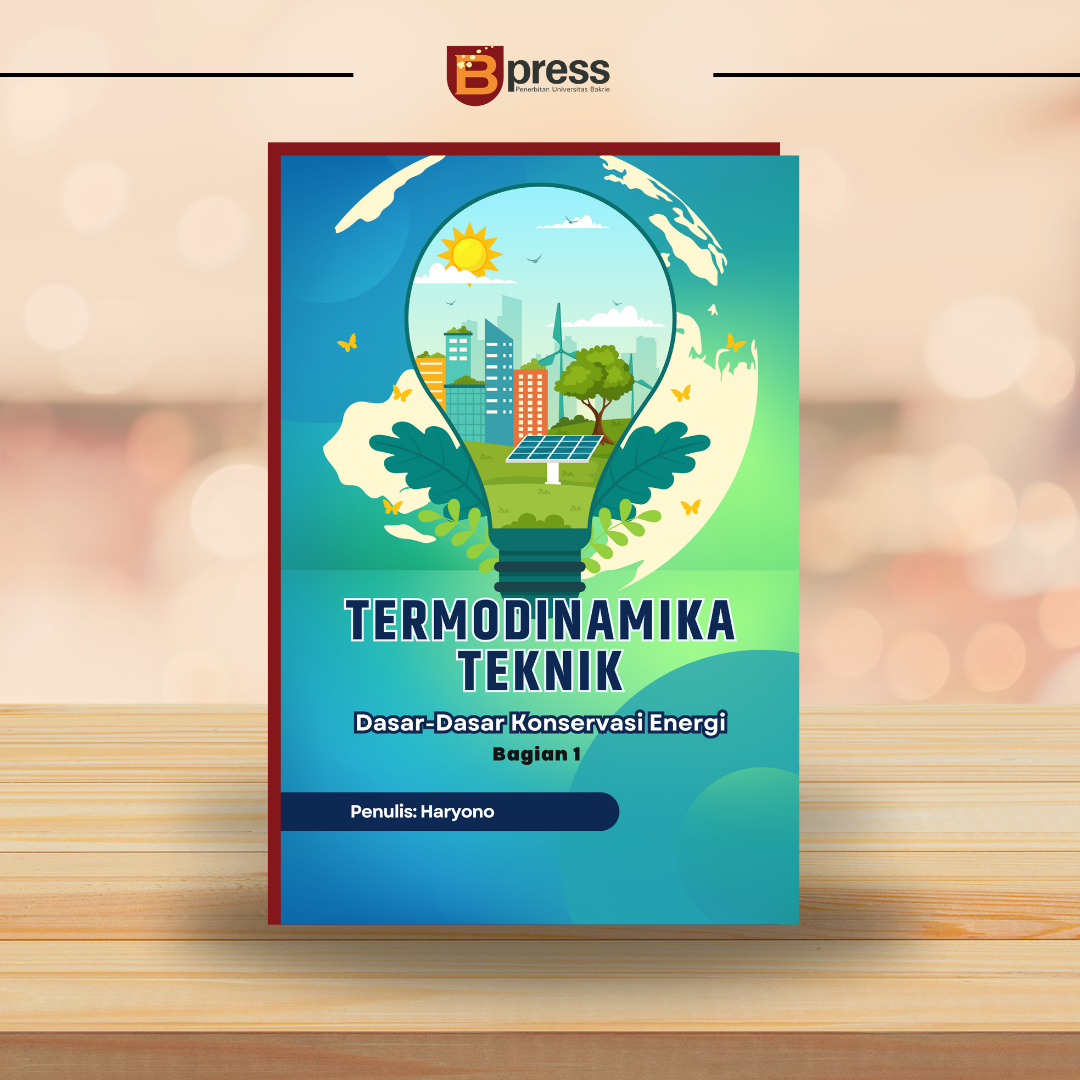 Bpress
Penerbitan Universitas Bakrie
TERMODINAMIKA
TEKNIK
Dasar-Dasar Konservasi Energi
Bagian 1
Penulis: Haryono